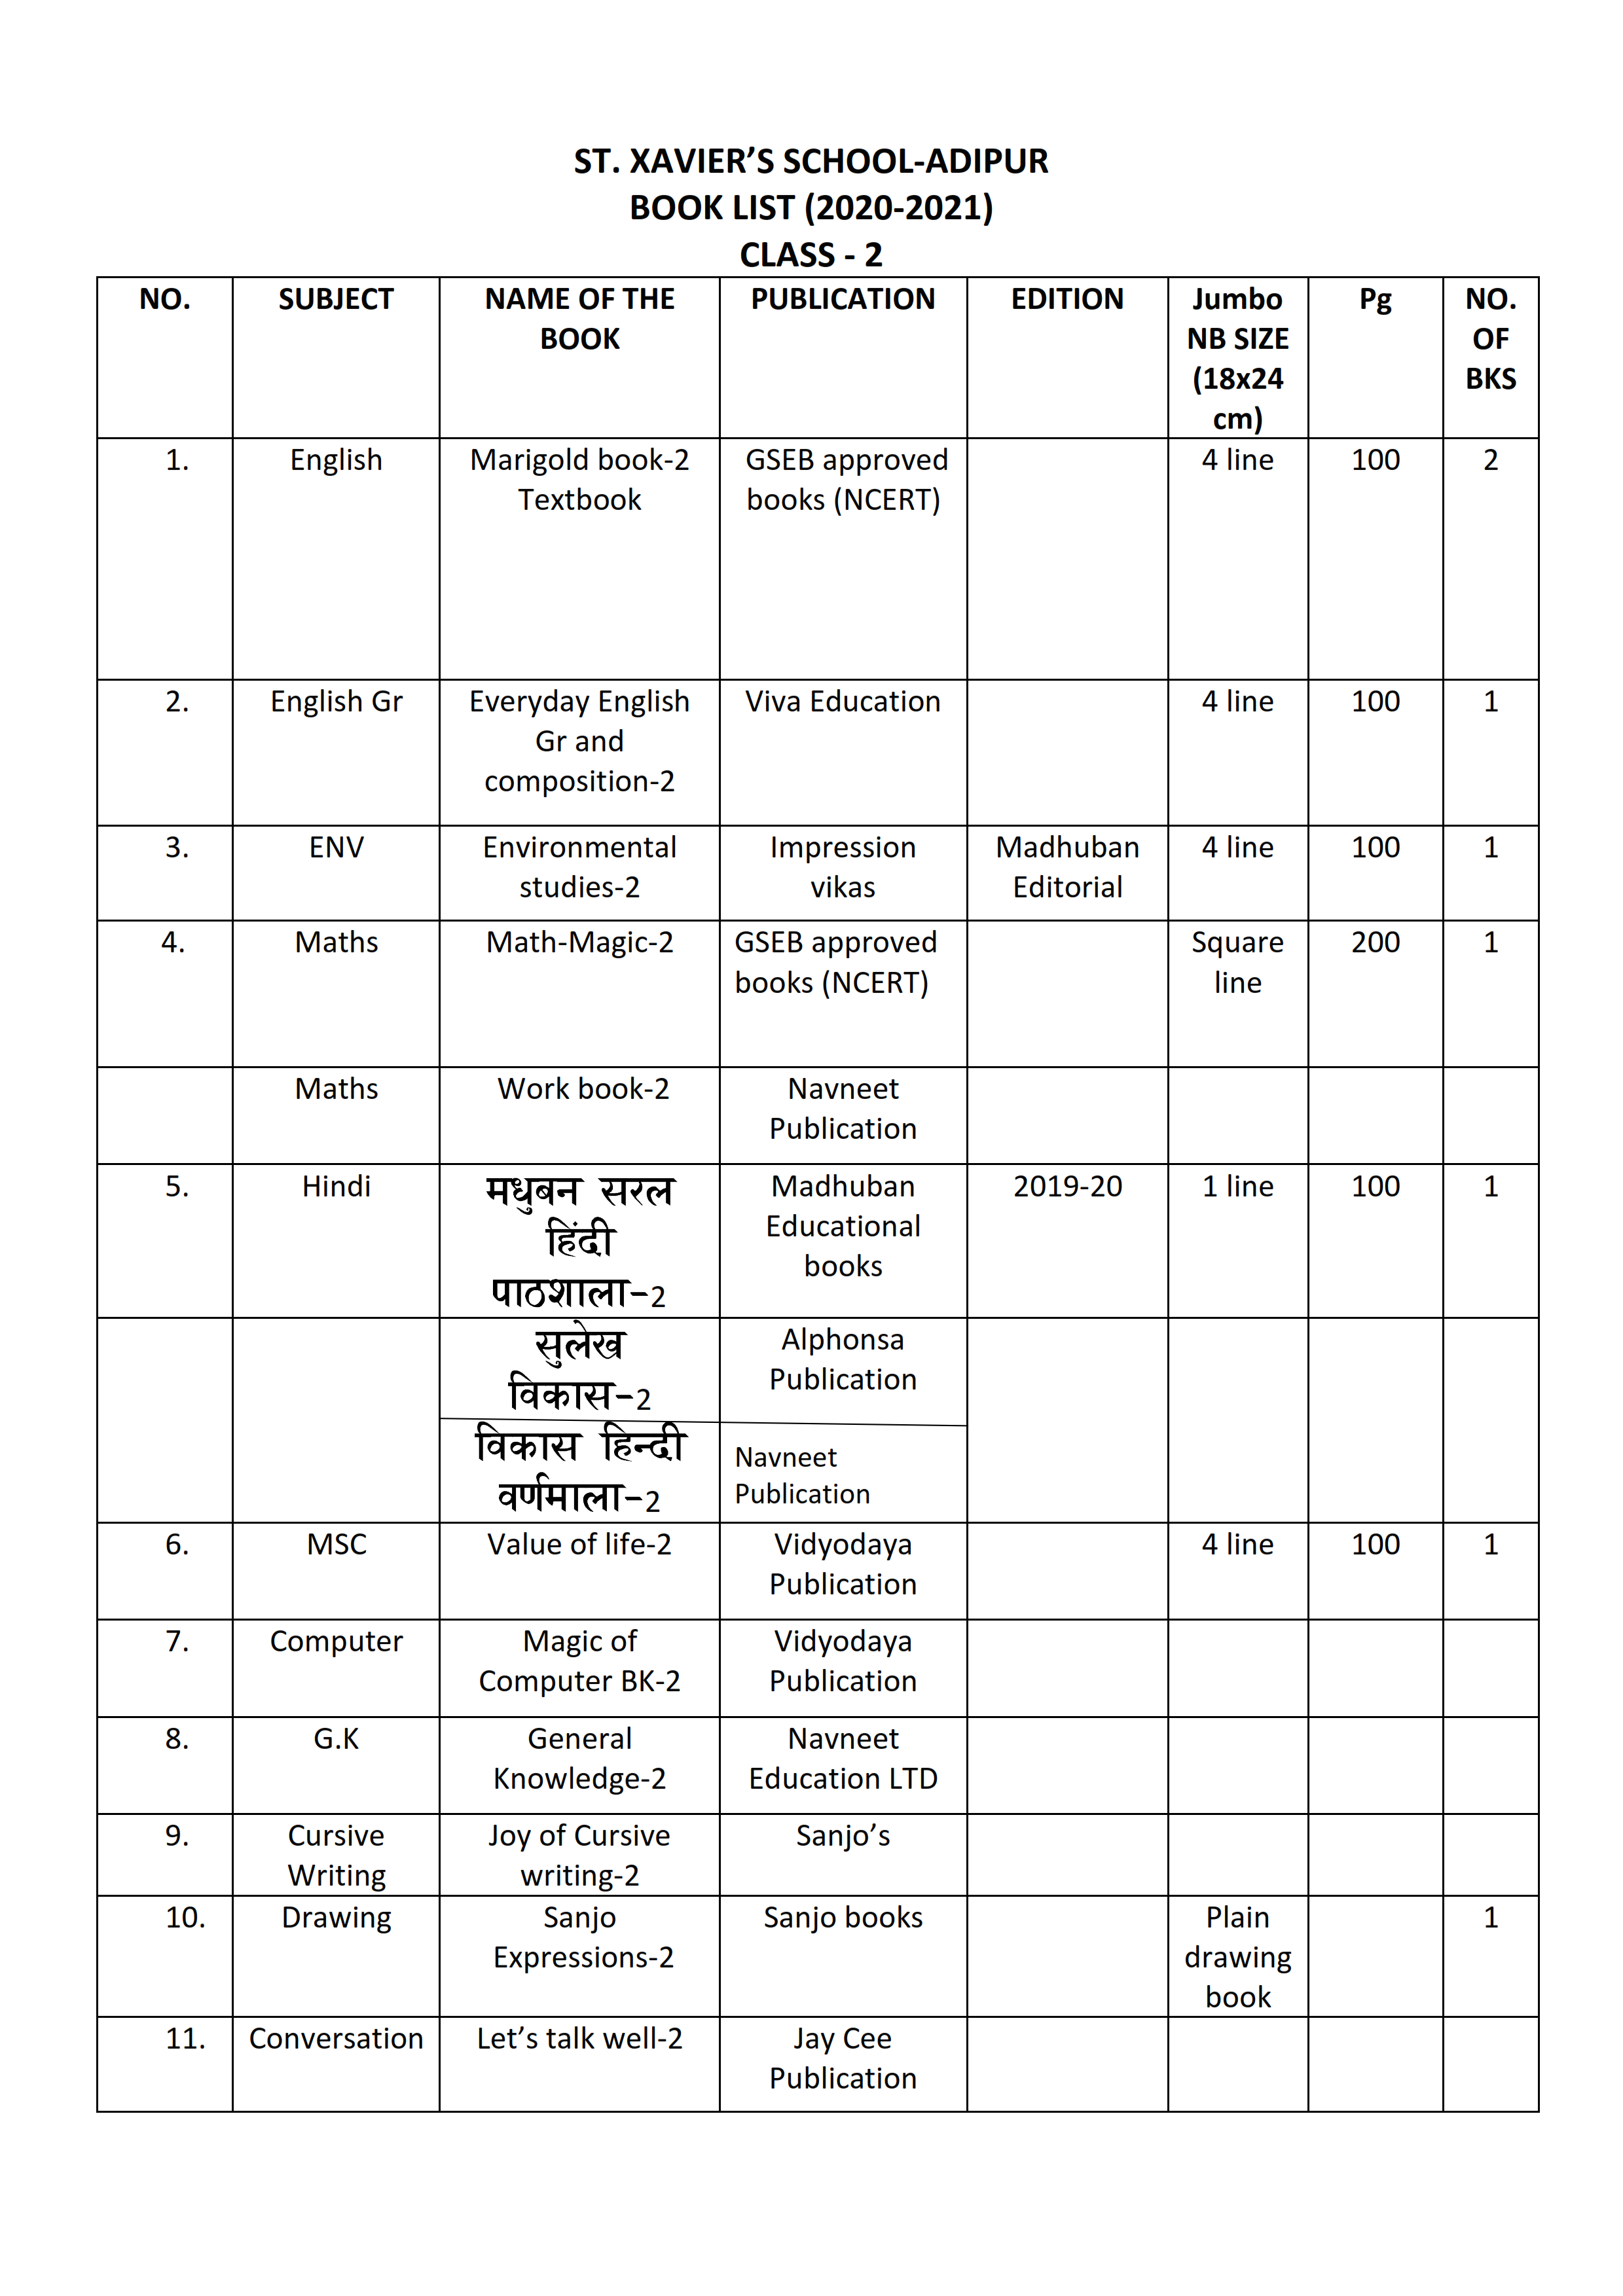 ST. XAVIER’S SCHOOL-ADIPUR
BOOK LIST (2020-2021)
CLASS - 2
NO. SUBJECT NAME OF THE BOOK PUBLICATION EDITION Jumbo NB SIZE (18x24 cm) Pg NO. OF BKS
1. English Marigold book-2 Textbook GSEB approved books (NCERT) 4 line 100 2
2. English Gr Everyday English Gr and composition-2 Viva Education 4 line 100 1
3. ENV Environmental studies-2 Impression vikas Madhuban Editorial 4 line 100 1
4. Maths Math-Magic-2 GSEB approved books (NCERT) Square line 200 1
Maths Work book-2 Navneet Publication
5. Hindi मधुबन सरल हिंदी पाठशाला-2 Madhuban Educational books 2019-20 1 line 100 1
सुलेख विकास-2 Alphonsa Publication
विकास हिन्दी वर्णमाला-2 Navneet Publication
6. MSC Value of life-2 Vidyodaya Publication 4 line 100 1
7. Computer Magic of Computer BK-2 Vidyodaya Publication
8. G.K General Knowledge-2 Navneet Education LTD
9. Cursive Writing Joy of Cursive writing-2 Sanjo’s
10. Drawing Sanjo Expressions-2 Sanjo books Plain drawing book 1
11. Conversation Let’s talk well-2 Jay Cee Publication